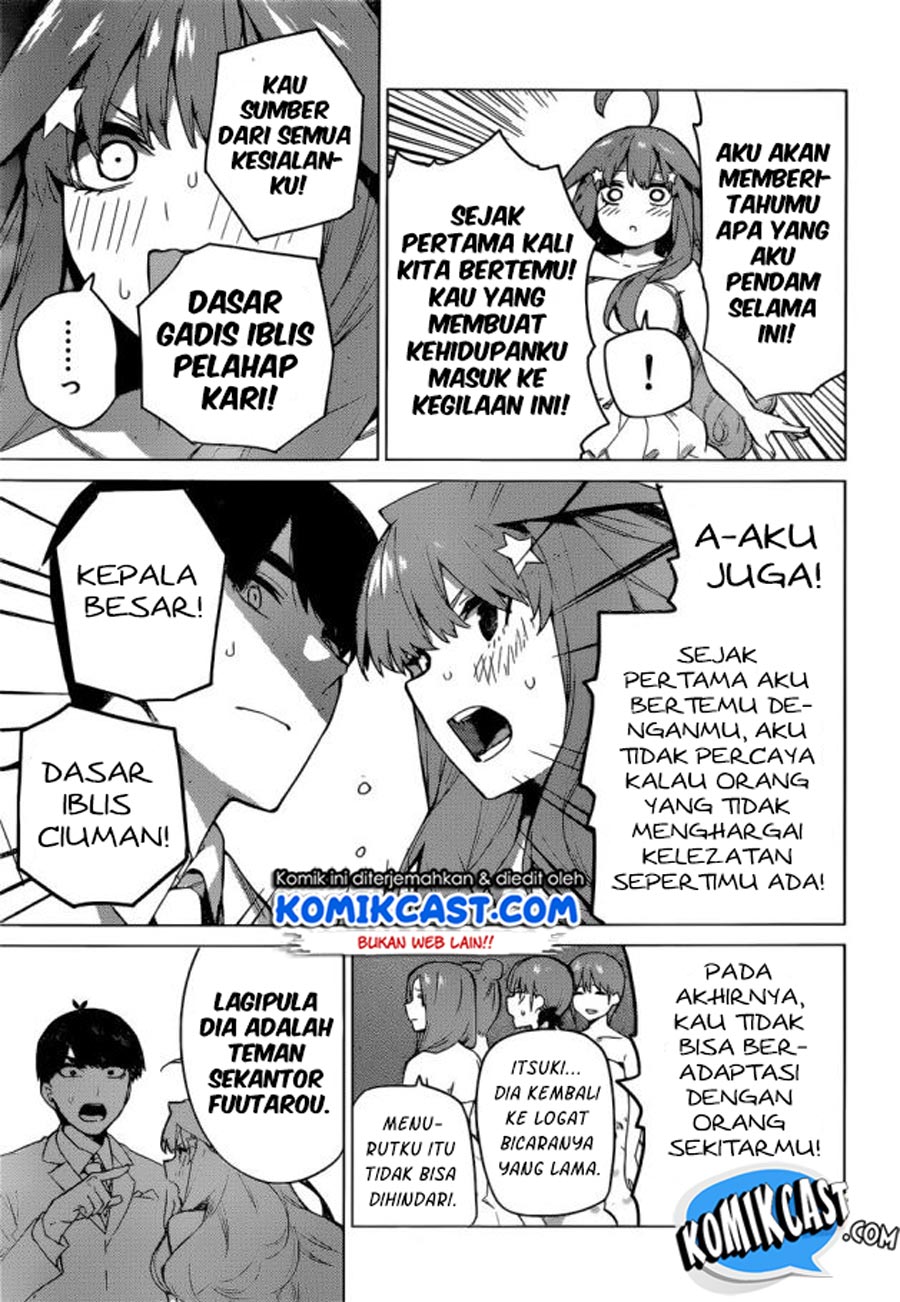 AKU AKAN
MEMBERI-
TAHUMU
APA YANG
AKU
PENDAM
SELAMA
INI!
!
SEJAK
PERTAMA KALI
KITA BERTEMU!
KAU YANG
MEMBUAT
KEHIDUPANKU
MASUK KE
KEGILAAN INI!
KAU
SUMBER
DARI SEMUA
KESIALAN-
KU!
DASAR
GADIS IBLIS
PELAHAP
KARI!
……っ
A-AKU
JUGA!
SEJAK
PERTAMA AKU
BERTEMU DE-
NGANMU, AKU
TIDAK PERCAYA
KALAU ORANG
YANG TIDAK
MENGHARGAI
KELEZATAN
SEPERTIMU ADA!
KEPALA
BESAR!
DASAR
IBLIS
CIUMAN!
Komik ini diterjemahkan & diedit oleh
KOMIKCAST.COM
BUKAN WEB LAIN!!
PADA
AKHIRNYA,
KAU TIDAK
BISA BER-
ADAPTASI
DENGAN
ORANG
SEKITARMU!
ITSUKI...
DIA KEMBALI
KE LOGAT
BICARANYA
YANG LAMA.
MENU-
RUTKU ITU
TIDAK BISA
DIHINDARI.
LAGIPULA
DIA ADALAH
TEMAN
SEKANTOR
FUUTAROU.
KOMIKCAST.COM